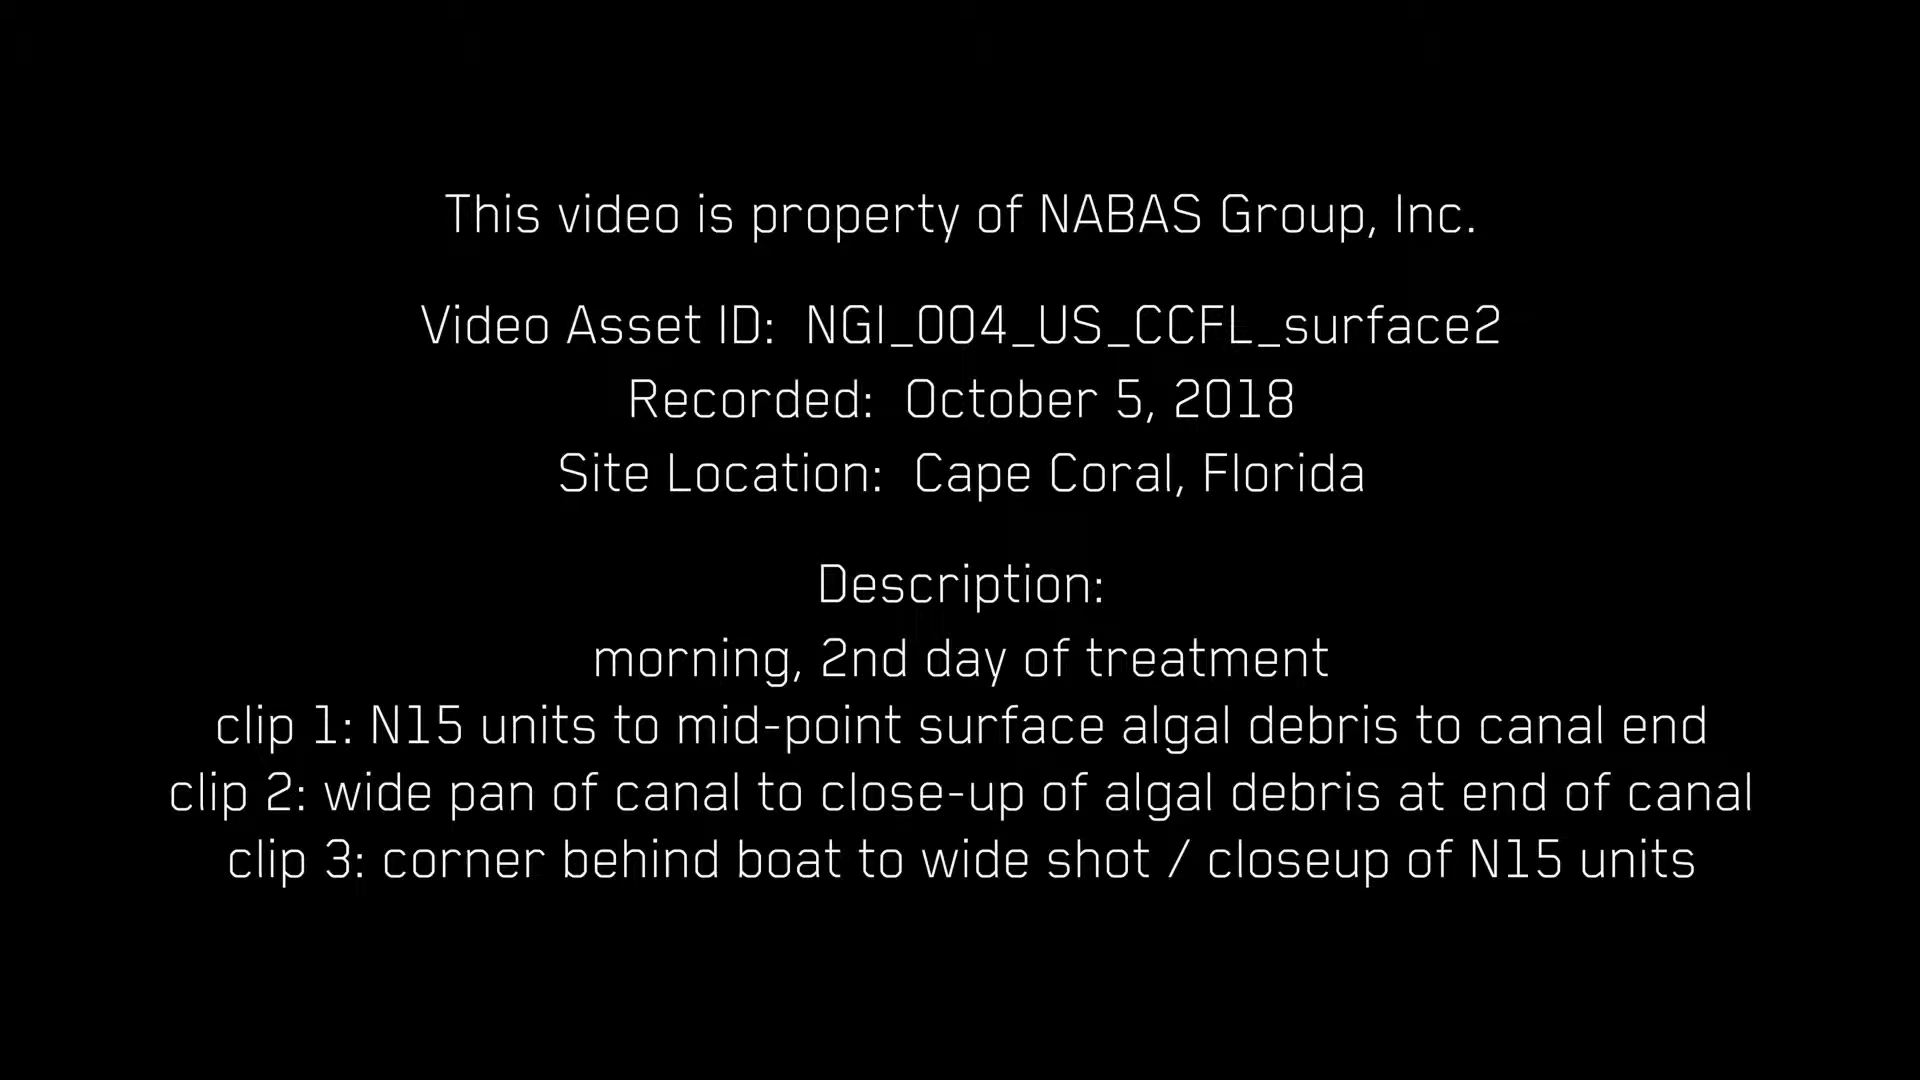 This video is property of NABAS Group, Inc.
Video Asset ID: NGI_004_US_CCFL_surface2
Recorded: October 5, 2018
Site Location: Cape Coral, Florida
Description:
morning, 2nd day of treatment
clip 1: N15 units to mid-point surface algal debris to canal end
clip 2: wide pan of canal to close-up of algal debris at end of canal
clip 3: corner behind boat to wide shot / closeup of N15 units